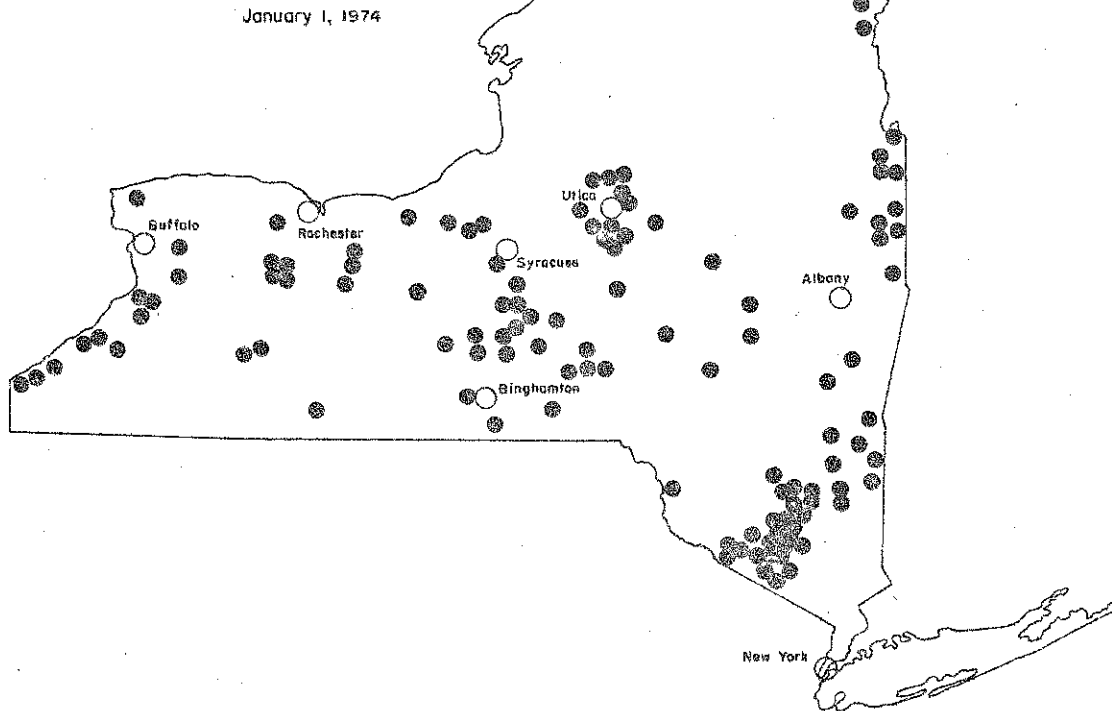 January 1, 1974
Utica
Buffalo
Rochester
Syracuse
Albany
Binghamton
New York